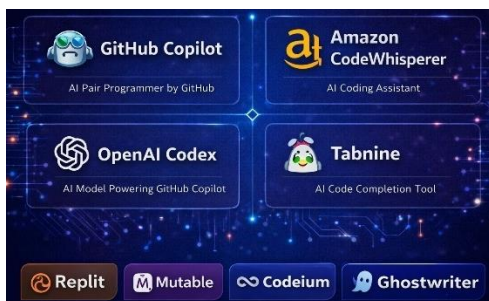 GitHub Copilot
AI Pair Programmer by GitHub
Amazon
CodeWhisperer
AI Coding Assistant
OpenAI Codex
AI Model Powering GitHub Copilot
Tabnine
AI Code Completion Tool
Replit
M Mutable
Codeium
Ghostwriter